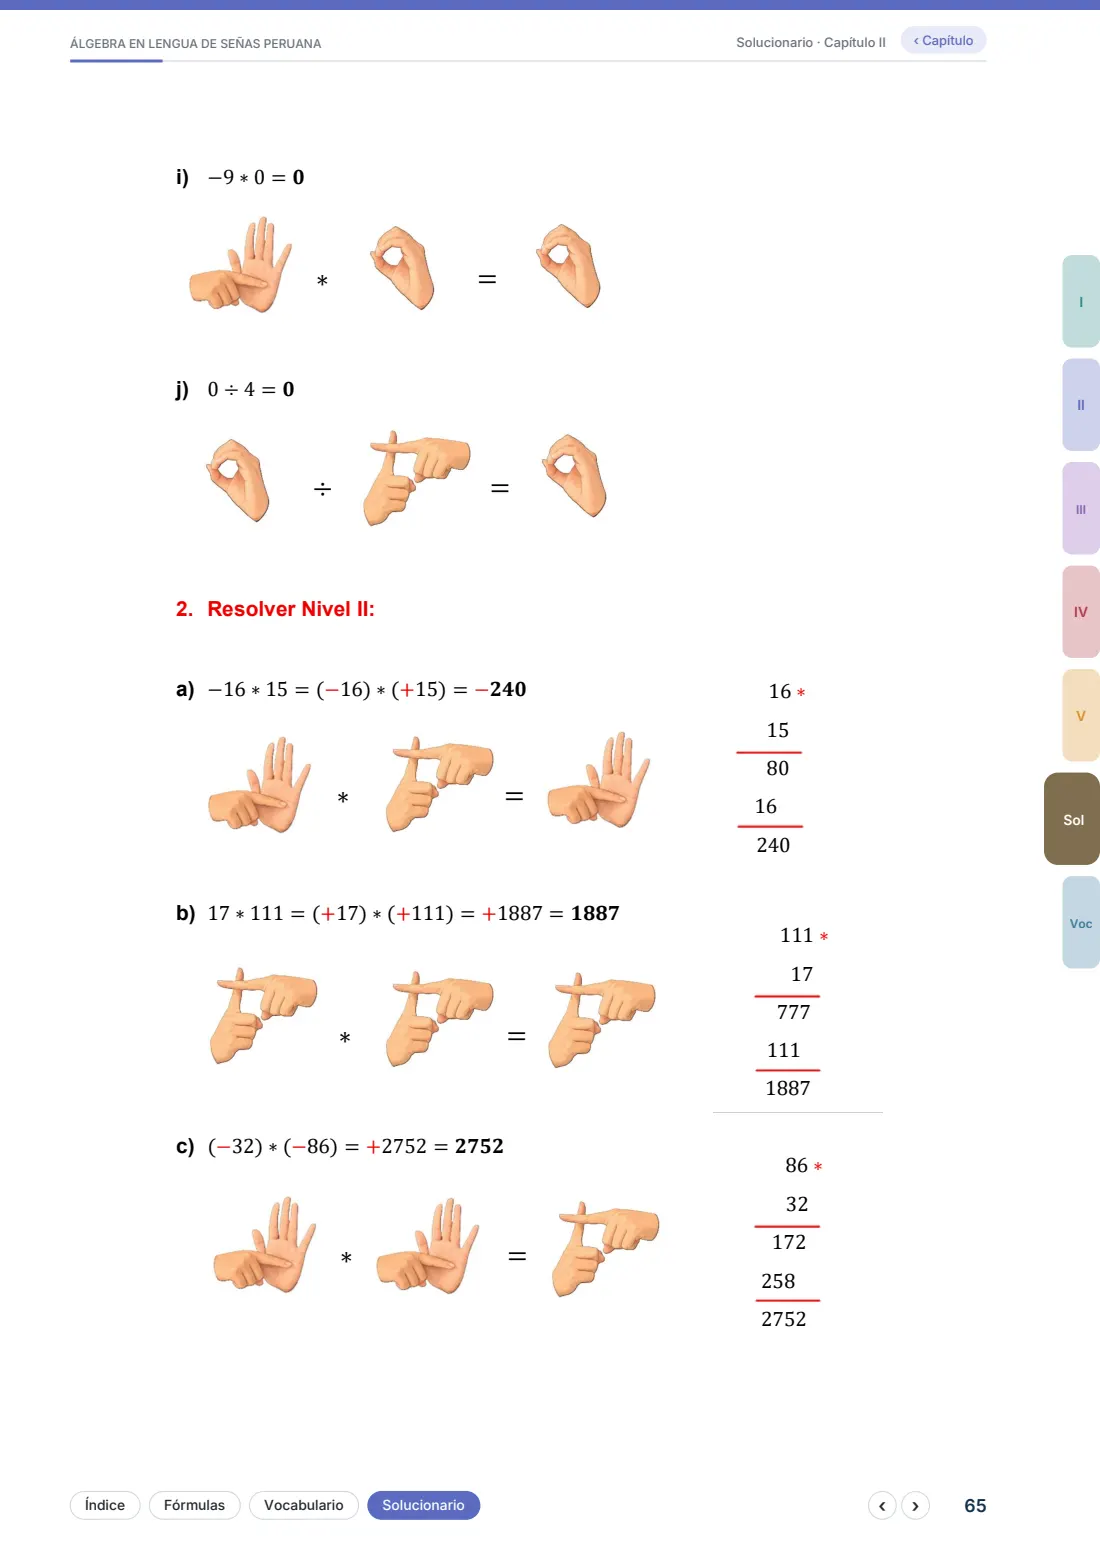 ÁLGEBRA EN LENGUA DE SEÑAS PERUANA
Solucionario · Capítulo II ‹ Capítulo
i) −9 ∗ 0 = 0
∗ =
j) 0 ÷ 4 = 0
÷ =
2. Resolver Nivel II:
a) −16 ∗ 15 = (−16) ∗ (+15) = −240
∗ =
16 ∗
15
80
16
240
b) 17 ∗ 111 = (+17) ∗ (+111) = +1887 = 1887
∗ =
111 ∗
17
777
111
1887
c) (−32) ∗ (−86) = +2752 = 2752
∗ =
86 ∗
32
172
258
2752
I
II
III
IV
V
Sol
Voc
Índice Fórmulas Vocabulario Solucionario ‹ › 65